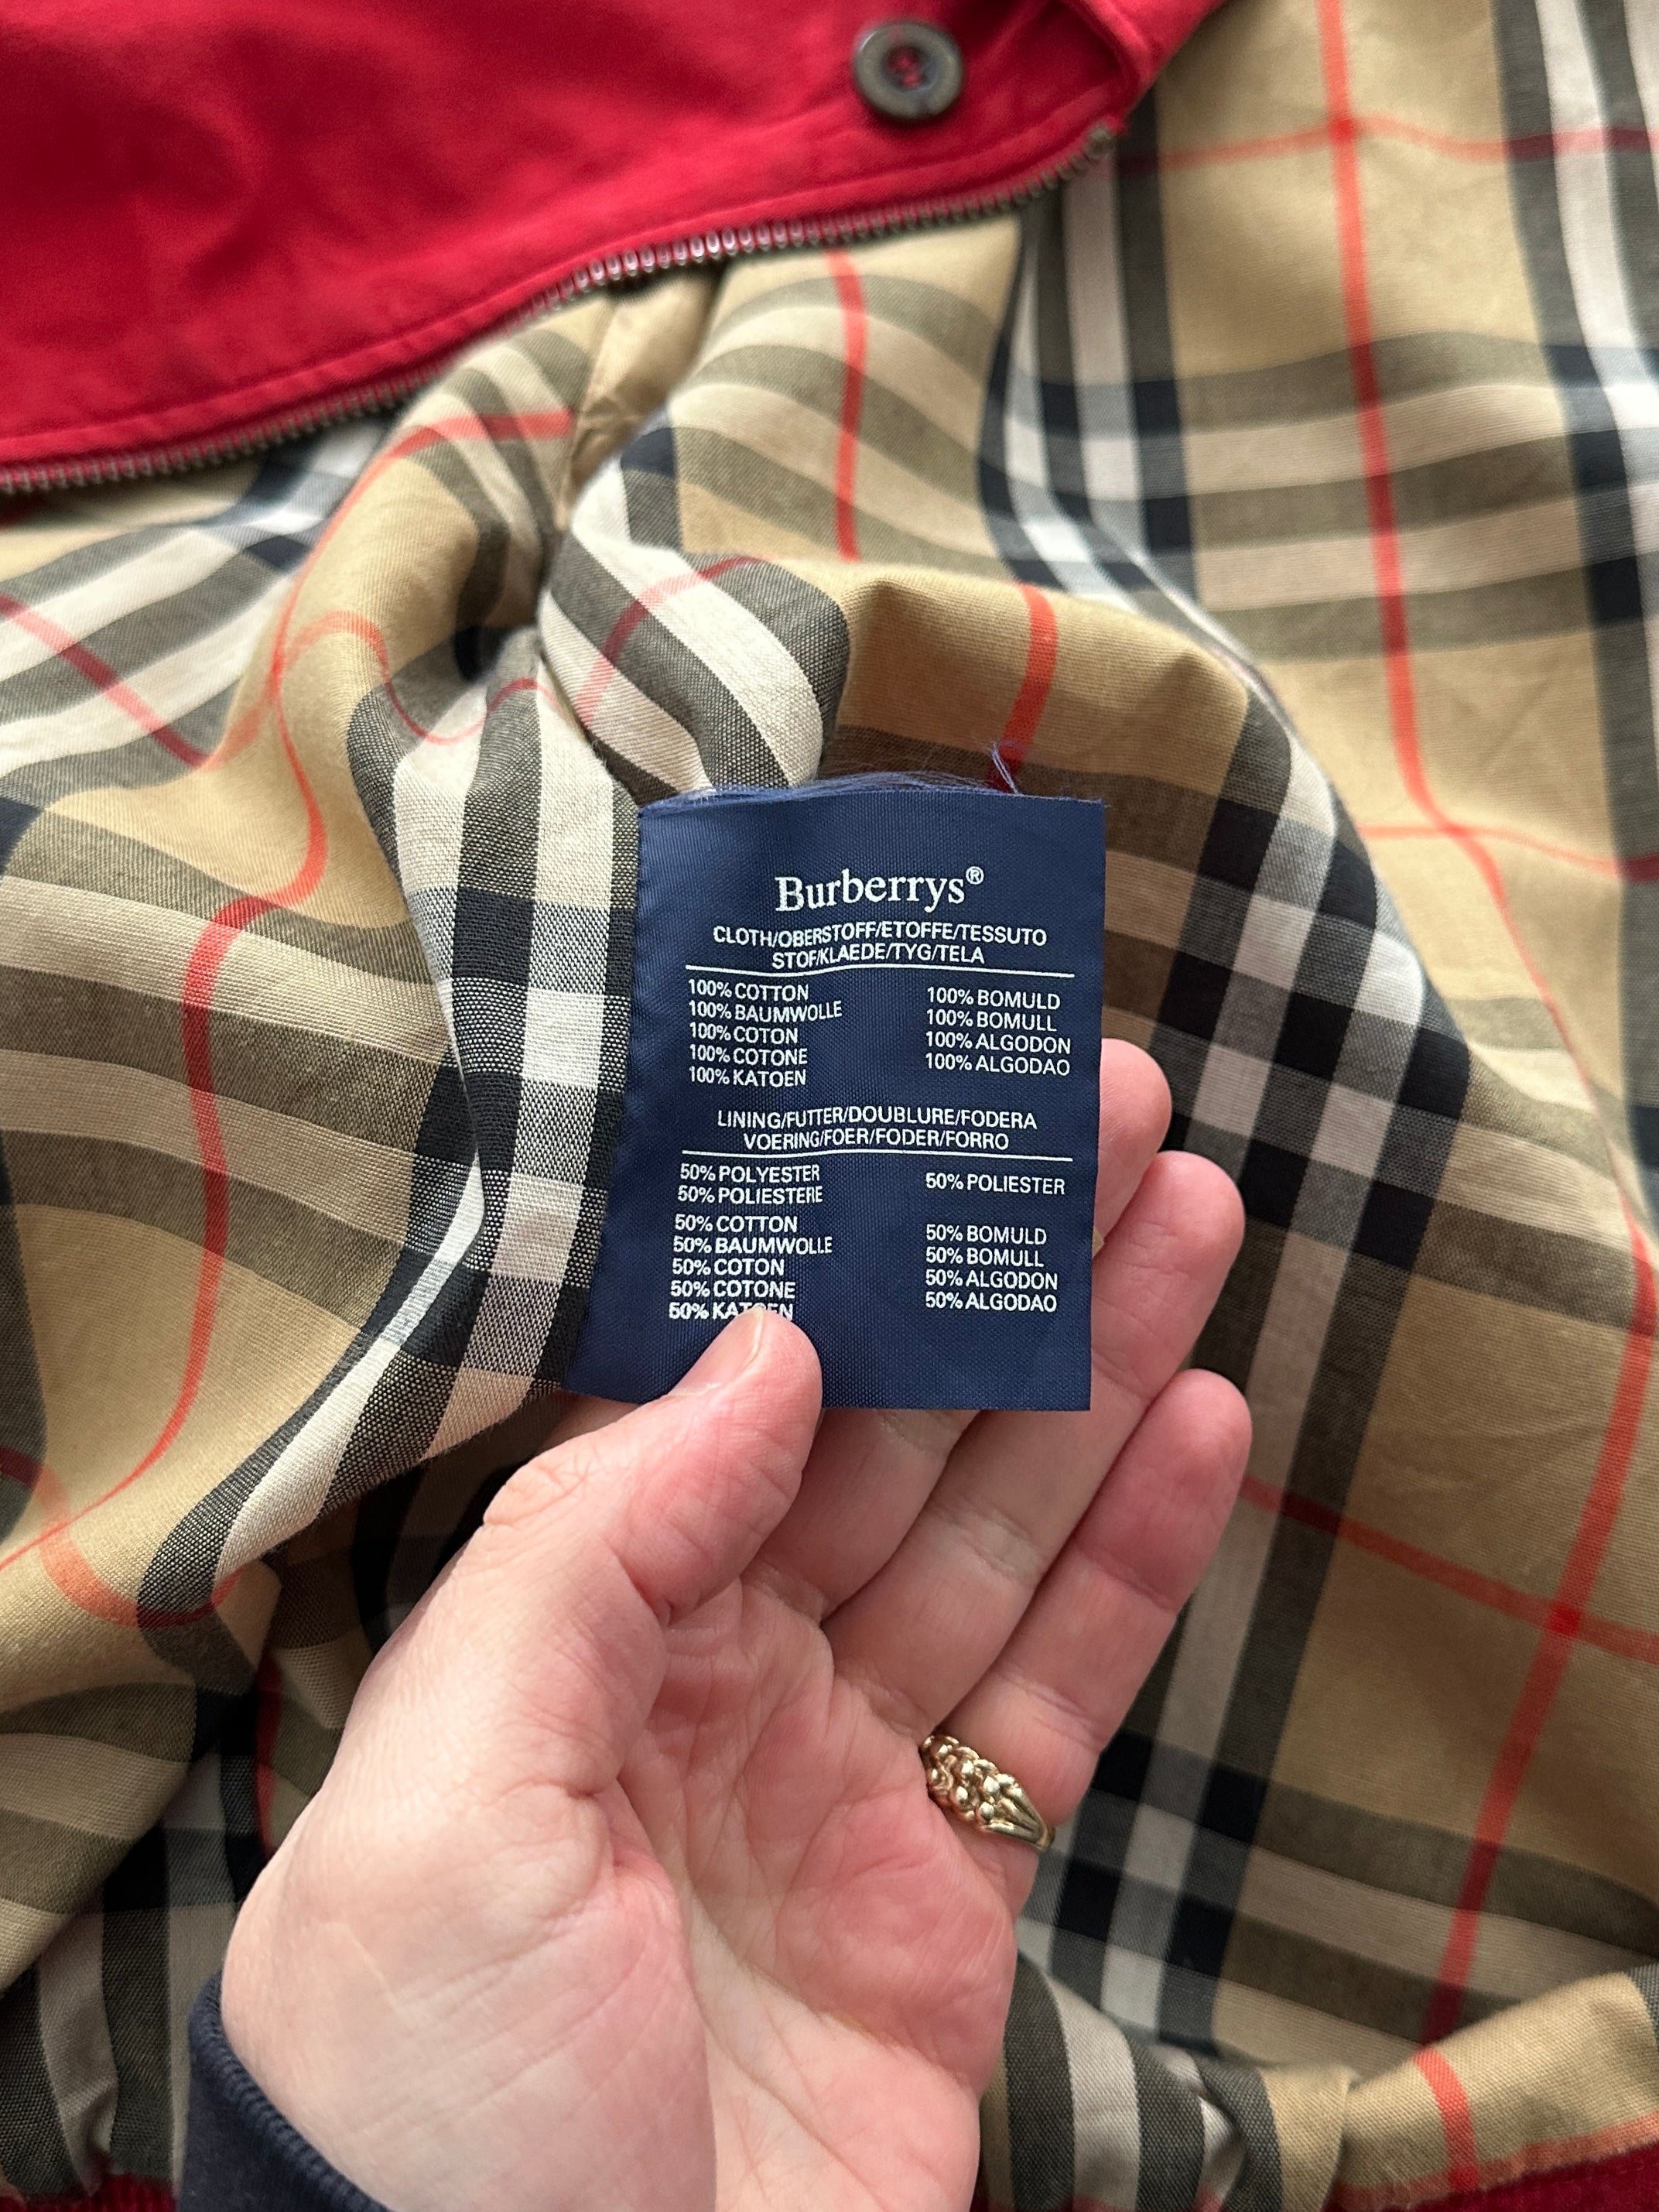 Burberrys®
CLOTH/OBERSTOFF/ETOFFE/TESSUTO
STOF/KLAEDE/TYG/TELA
100% COTTON
100% BAUMWOLLE
100% COTON
100% COTONE
100% KATOEN
100% BOMULD
100% BOMULL
100% ALGODON
100% ALGODAO
LINING/FUTTER/DOUBLURE/FODERA
VOERING/FOER/FODER/FORRO
50% POLYESTER
50% POLIESTERE
50% POLIESTER
50% COTTON
50% BAUMWOLLE
50% COTON
50% COTONE
50% KATOEN
50% BOMULD
50% BOMULL
50% ALGODON
50% ALGODAO